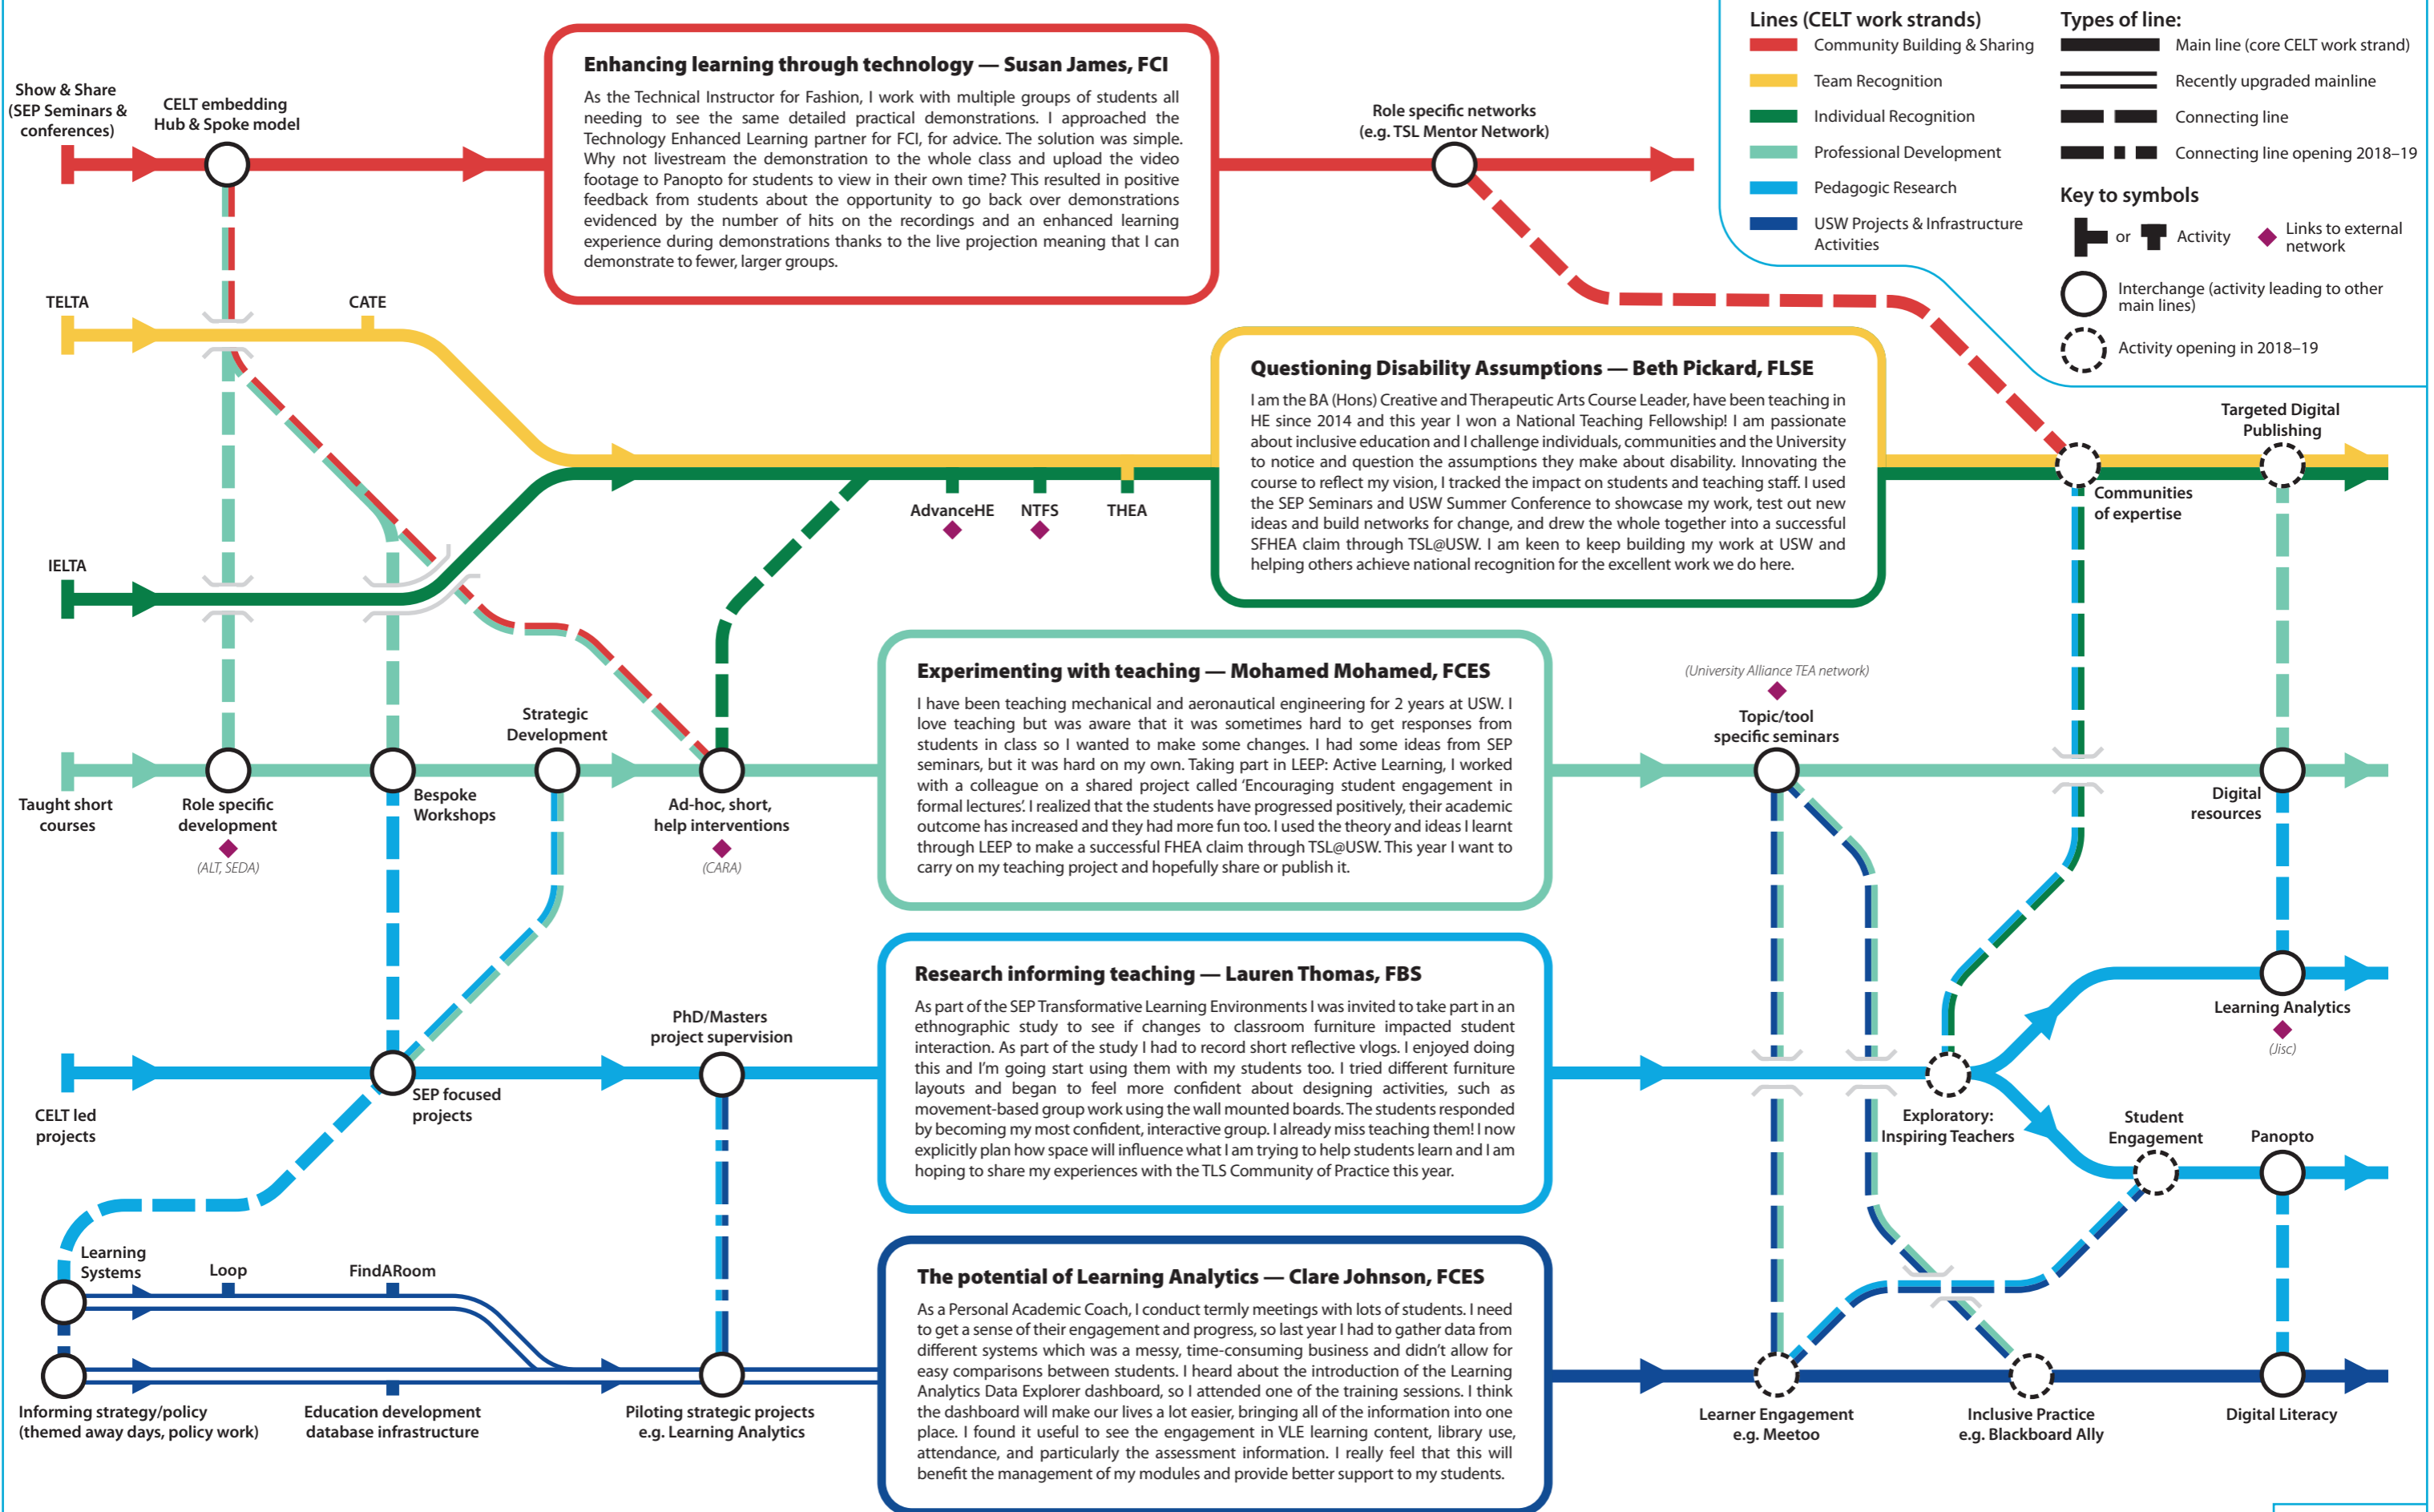 Lines (CELT work strands)
Community Building & Sharing
Team Recognition
Individual Recognition
Professional Development
Pedagogic Research
USW Projects & Infrastructure
Activities
Types of line:
Main line (core CELT work strand)
Recently upgraded mainline
Connecting line
Connecting line opening 2018–19
Key to symbols
or
Activity
Links to external
network
Interchange (activity leading to other
main lines)
Activity opening in 2018–19
Show & Share
(SEP Seminars &
conferences)
CELT embedding
Hub & Spoke model
Enhancing learning through technology — Susan James, FCI
As the Technical Instructor for Fashion, I work with multiple groups of students all
needing to see the same detailed practical demonstrations. I approached the
Technology Enhanced Learning partner for FCI, for advice. The solution was simple.
Why not livestream the demonstration to the whole class and upload the video
footage to Panopto for students to view in their own time? This resulted in positive
feedback from students about the opportunity to go back over demonstrations
evidenced by the number of hits on the recordings and an enhanced learning
experience during demonstrations thanks to the live projection meaning that I can
demonstrate to fewer, larger groups.
Role specific networks
(e.g. TSL Mentor Network)
TELTA
CATE
IELTA
AdvanceHE
NTFS
THEA
Questioning Disability Assumptions — Beth Pickard, FLSE
I am the BA (Hons) Creative and Therapeutic Arts Course Leader, have been teaching in
HE since 2014 and this year I won a National Teaching Fellowship! I am passionate
about inclusive education and I challenge individuals, communities and the University
to notice and question the assumptions they make about disability. Innovating the
course to reflect my vision, I tracked the impact on students and teaching staff. I used
the SEP Seminars and USW Summer Conference to showcase my work, test out new
ideas and build networks for change, and drew the whole together into a successful
SFHEA claim through TSL@USW. I am keen to keep building my work at USW and
helping others achieve national recognition for the excellent work we do here.
Communities
of expertise
Targeted Digital
Publishing
Taught short
courses
Role specific
development
(ALT, SEDA)
Bespoke
Workshops
Strategic
Development
Ad-hoc, short,
help interventions
(CARA)
Experimenting with teaching — Mohamed Mohamed, FCES
I have been teaching mechanical and aeronautical engineering for 2 years at USW. I
love teaching but was aware that it was sometimes hard to get responses from
students in class so I wanted to make some changes. I had some ideas from SEP
seminars, but it was hard on my own. Taking part in LEEP: Active Learning, I worked
with a colleague on a shared project called ‘Encouraging student engagement in
formal lectures’. I realized that the students have progressed positively, their academic
outcome has increased and they had more fun too. I used the theory and ideas I learnt
through LEEP to make a successful FHEA claim through TSL@USW. This year I want to
carry on my teaching project and hopefully share or publish it.
(University Alliance TEA network)
Topic/tool
specific seminars
Digital
resources
CELT led
projects
SEP focused
projects
PhD/Masters
project supervision
Research informing teaching — Lauren Thomas, FBS
As part of the SEP Transformative Learning Environments I was invited to take part in an
ethnographic study to see if changes to classroom furniture impacted student
interaction. As part of the study I had to record short reflective vlogs. I enjoyed doing
this and I’m going start using them with my students too. I tried different furniture
layouts and began to feel more confident about designing activities, such as
movement-based group work using the wall mounted boards. The students responded
by becoming my most confident, interactive group. I already miss teaching them! I now
explicitly plan how space will influence what I am trying to help students learn and I am
hoping to share my experiences with the TLS Community of Practice this year.
Exploratory:
Inspiring Teachers
Learning Analytics
(Jisc)
Student
Engagement
Panopto
Learning
Systems
Loop
FindARoom
Informing strategy/policy
(themed away days, policy work)
Education development
database infrastructure
Piloting strategic projects
e.g. Learning Analytics
The potential of Learning Analytics — Clare Johnson, FCES
As a Personal Academic Coach, I conduct termly meetings with lots of students. I need
to get a sense of their engagement and progress, so last year I had to gather data from
different systems which was a messy, time-consuming business and didn’t allow for
easy comparisons between students. I heard about the introduction of the Learning
Analytics Data Explorer dashboard, so I attended one of the training sessions. I think
the dashboard will make our lives a lot easier, bringing all of the information into one
place. I found it useful to see the engagement in VLE learning content, library use,
attendance, and particularly the assessment information. I really feel that this will
benefit the management of my modules and provide better support to my students.
Learner Engagement
e.g. Meetoo
Inclusive Practice
e.g. Blackboard Ally
Digital Literacy